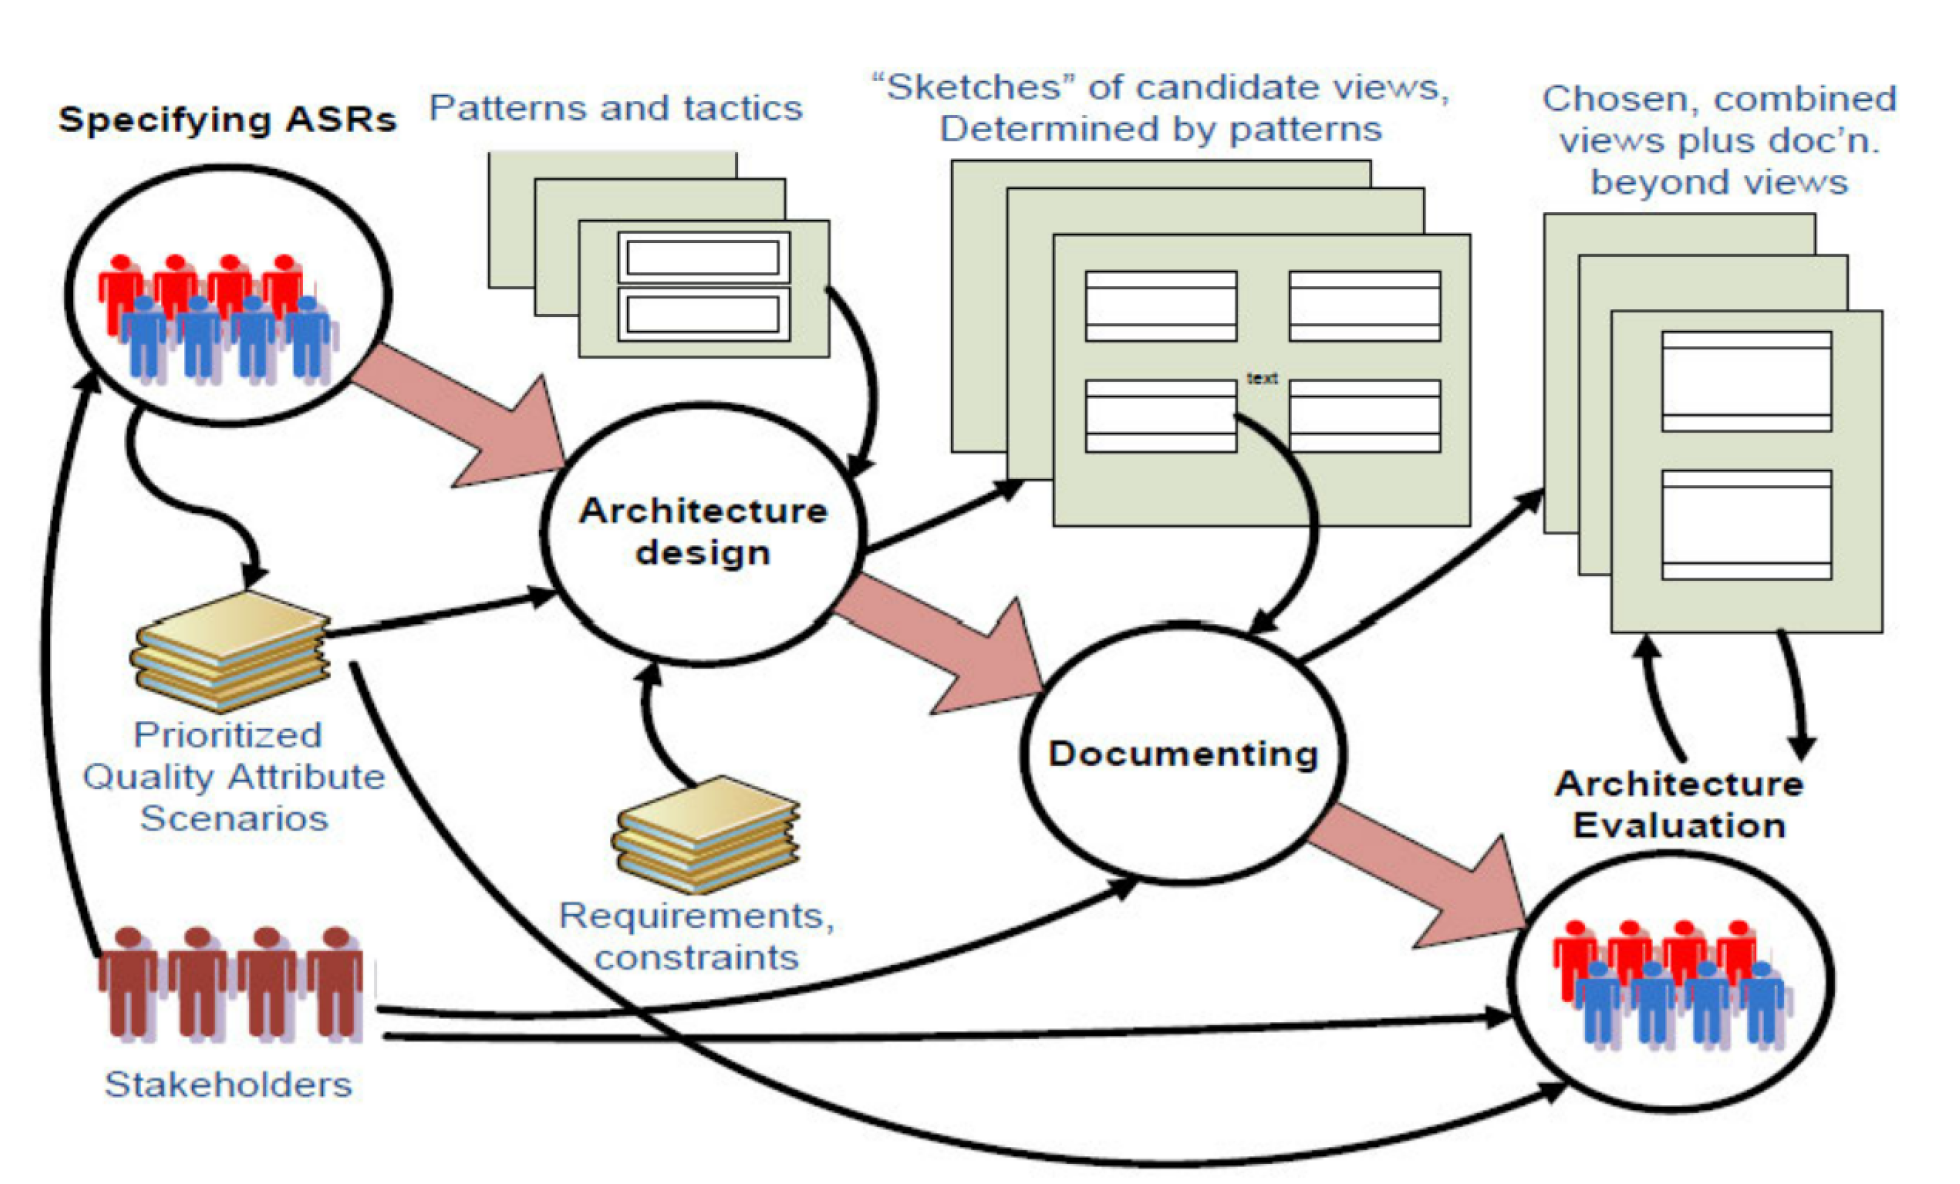 Specifying ASRs
Patterns and tactics
“Sketches” of candidate views,
Determined by patterns
Chosen, combined
views plus doc’n.
beyond views
text
Architecture
design
Prioritized
Quality Attribute
Scenarios
Documenting
Architecture
Evaluation
Requirements,
constraints
Stakeholders